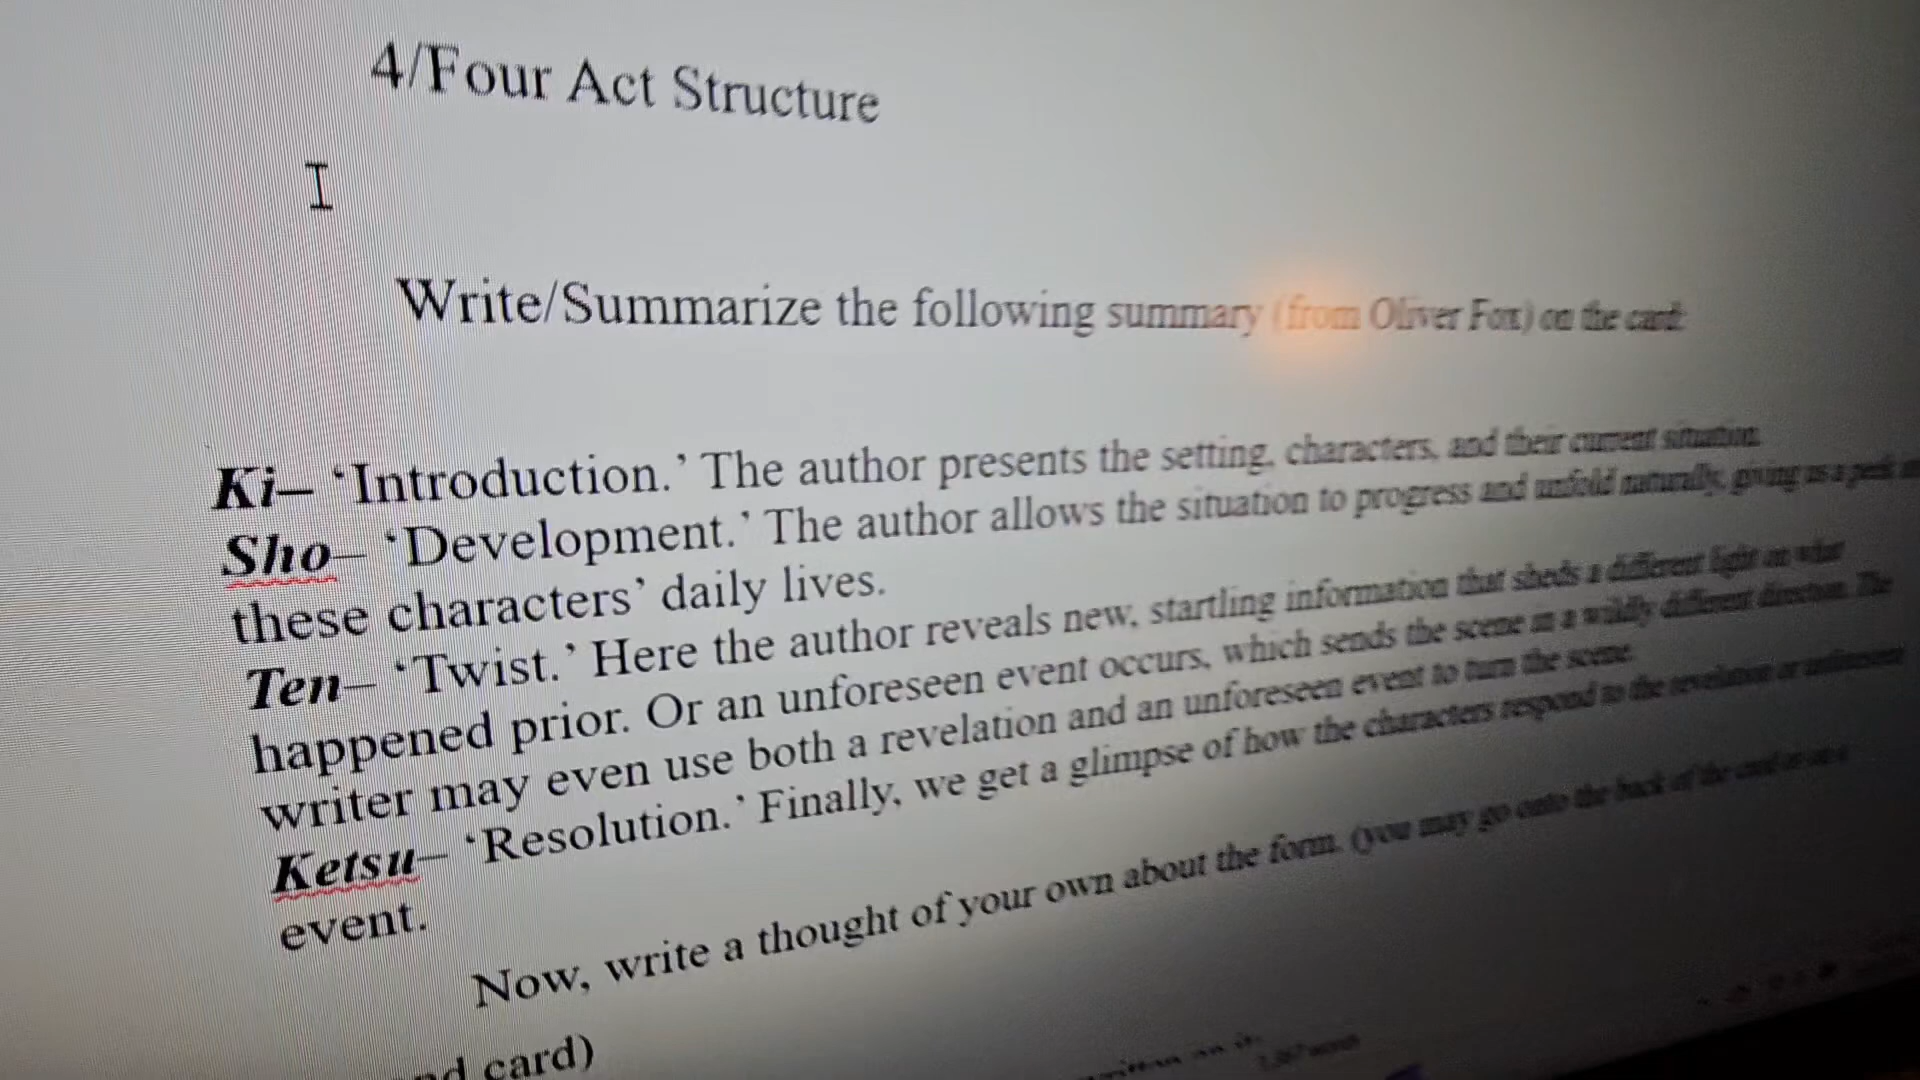 4/Four Act Structure
Write/Summarize the following summary (from Oliver Fox) on the card:
Ki– ‘Introduction.’ The author presents the setting, characters, and their current situation.
Sho– ‘Development.’ The author allows the situation to progress and unfold naturally, giving us a peek
these characters’ daily lives.
Ten– ‘Twist.’ Here the author reveals new, startling information that sheds a different light on what
happened prior. Or an unforeseen event occurs, which sends the scene in a wildly different direction. The
writer may even use both a revelation and an unforeseen event to turn the scene.
Ketsu– ‘Resolution.’ Finally, we get a glimpse of how the characters respond to the revelation or unforeseen
event.
Now, write a thought of your own about the form. (you may go onto the back of the card or on a
card)